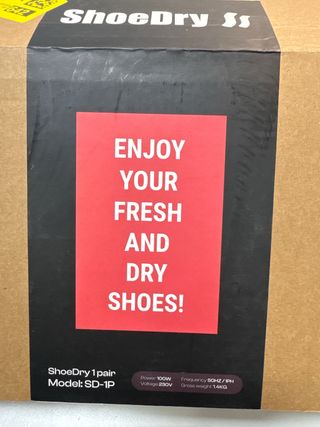 ShoeDry
ENJOY
YOUR
FRESH
AND
DRY
SHOES!
ShoeDry 1 pair
Model: SD-1P
Power: 100W Frequency 50HZ / 1PH
Voltage 230V Gross weight: 1.4KG